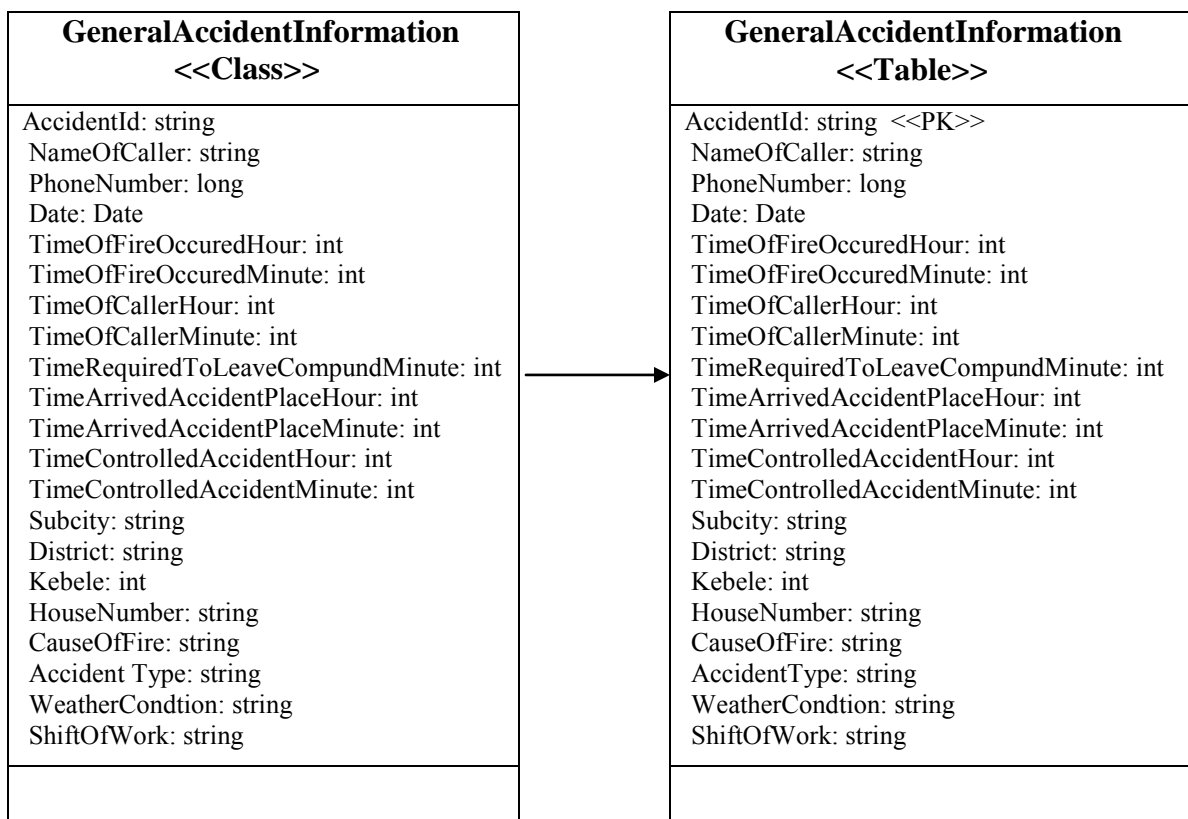 GeneralAccidentInformation
<<Class>>
AccidentId: string
NameOfCaller: string
PhoneNumber: long
Date: Date
TimeOfFireOccuredHour: int
TimeOfFireOccuredMinute: int
TimeOfCallerHour: int
TimeOfCallerMinute: int
TimeRequiredToLeaveCompundMinute: int
TimeArrivedAccidentPlaceHour: int
TimeArrivedAccidentPlaceMinute: int
TimeControlledAccidentHour: int
TimeControlledAccidentMinute: int
Subcity: string
District: string
Kebele: int
HouseNumber: string
CauseOfFire: string
Accident Type: string
WeatherCondtion: string
ShiftOfWork: string
GeneralAccidentInformation
<<Table>>
AccidentId: string <<PK>>
NameOfCaller: string
PhoneNumber: long
Date: Date
TimeOfFireOccuredHour: int
TimeOfFireOccuredMinute: int
TimeOfCallerHour: int
TimeOfCallerMinute: int
TimeRequiredToLeaveCompundMinute: int
TimeArrivedAccidentPlaceHour: int
TimeArrivedAccidentPlaceMinute: int
TimeControlledAccidentHour: int
TimeControlledAccidentMinute: int
Subcity: string
District: string
Kebele: int
HouseNumber: string
CauseOfFire: string
AccidentType: string
WeatherCondtion: string
ShiftOfWork: string